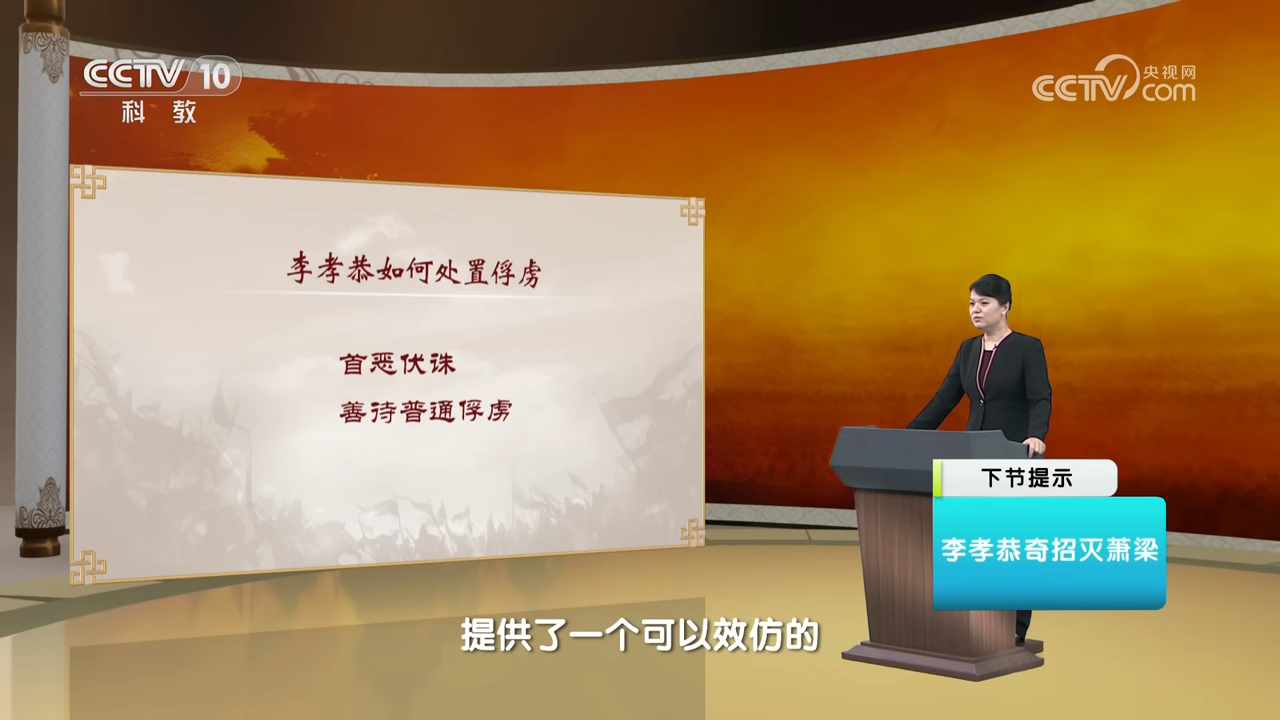 CCTV 10
科教
央视网
CCTV.com
李孝恭如何处置俘虏
首恶伏诛
善待普通俘虏
下节提示
李孝恭奇招灭萧梁
提供了一个可以效仿的